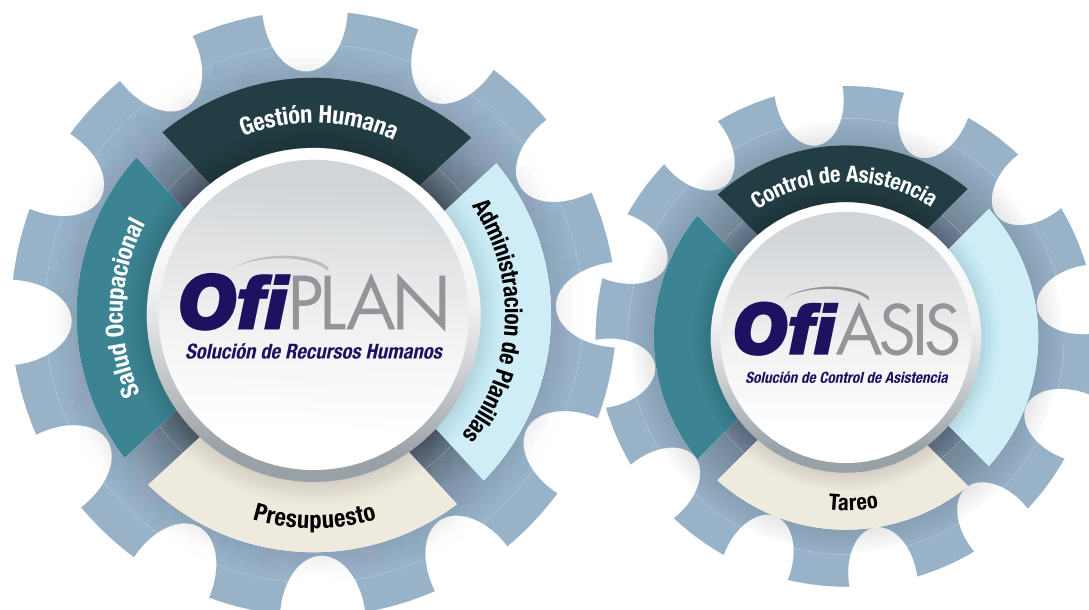 Gestión Humana
Salud Ocupacional
Administracion de Planillas
OfiPLAN
Solución de Recursos Humanos
Presupuesto
Control de Asistencia
OfiASIS
Solución de Control de Asistencia
Tareo